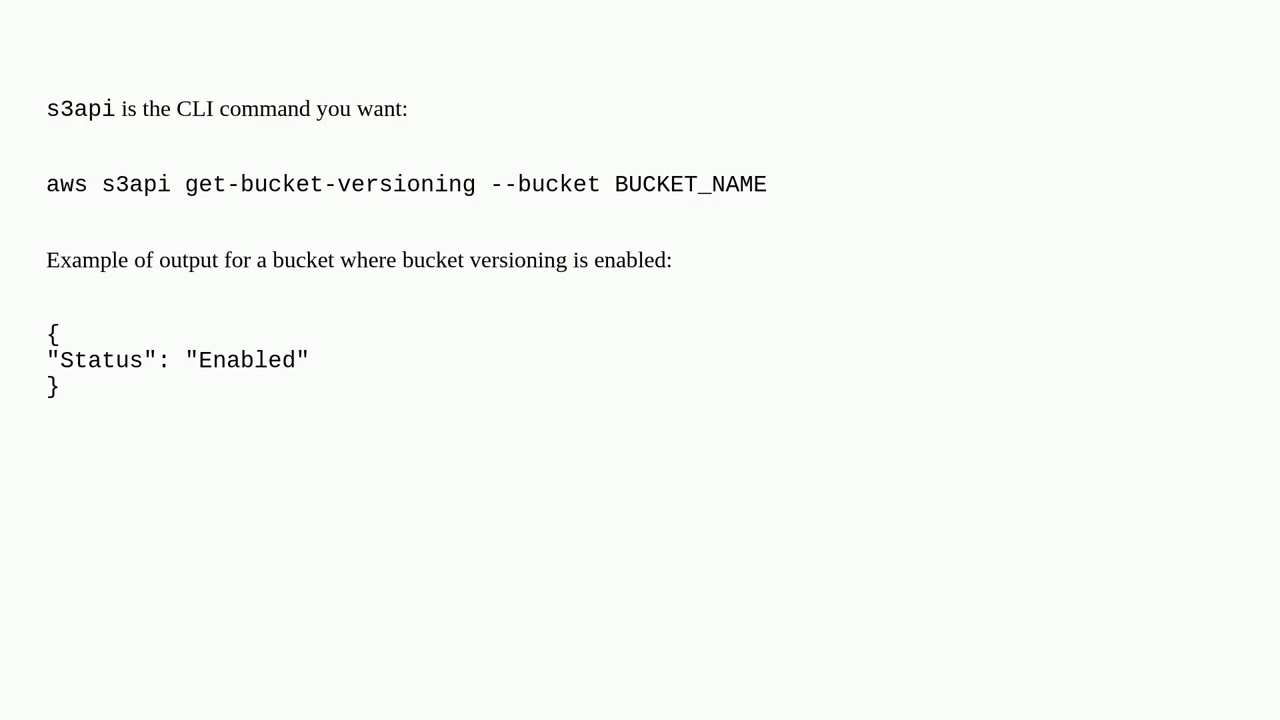 s3api is the CLI command you want:
aws s3api get-bucket-versioning --bucket BUCKET_NAME
Example of output for a bucket where bucket versioning is enabled:
{
"Status": "Enabled"
}